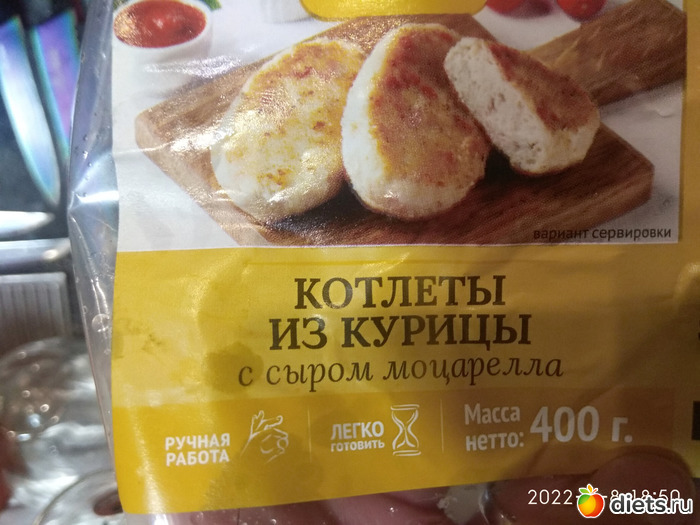 вариант сервировки
КОТЛЕТЫ
ИЗ КУРИЦЫ
с сыром моцарелла
РУЧНАЯ
РАБОТА
ЛЕГКО
ГОТОВИТЬ
Масса
нетто: 400 г.
diets.ru